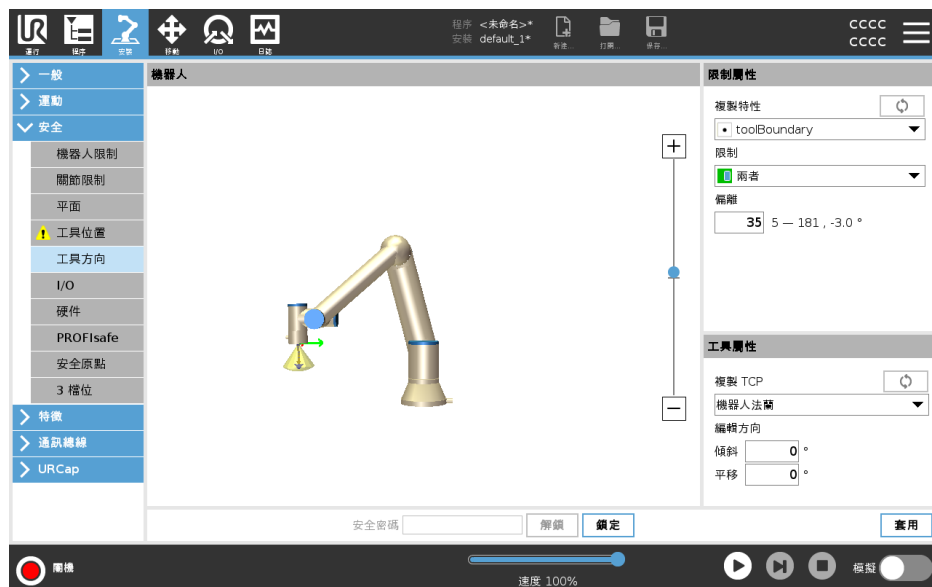 程序 <未命名>*
安裝 default_1*
運行
程序
安裝
移動
I/O
日誌
新建...
打開...
保存...
CCCC
CCCC
一般
運動
安全
機器人限制
關節限制
平面
工具位置
工具方向
I/O
硬件
PROFIsafe
安全原點
3 檔位
特徵
通訊總線
URCap
機器人
限制屬性
複製特性
toolBoundary
限制
兩者
偏離
35 5 — 181 , -3.0 °
工具屬性
複製 TCP
機器人法蘭
編輯方向
傾斜 0 °
平移 0 °
安全密碼
解鎖
鎖定
套用
關機
速度 100%
模擬